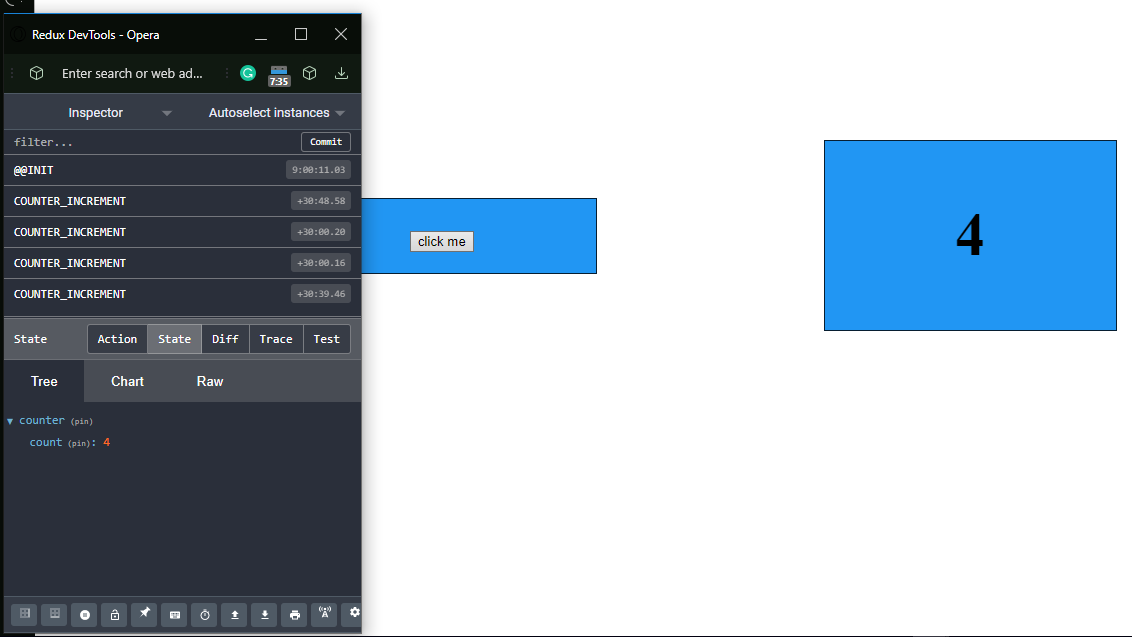 Redux DevTools - Opera
Enter search or web ad...
7:35
Inspector Autoselect instances
filter... Commit
@@INIT 9:00:11.03
COUNTER_INCREMENT +30:48.58
COUNTER_INCREMENT +30:00.20
COUNTER_INCREMENT +30:00.16
COUNTER_INCREMENT +30:39.46
State Action State Diff Trace Test
Tree Chart Raw
counter (pin)
count (pin): 4
click me
4